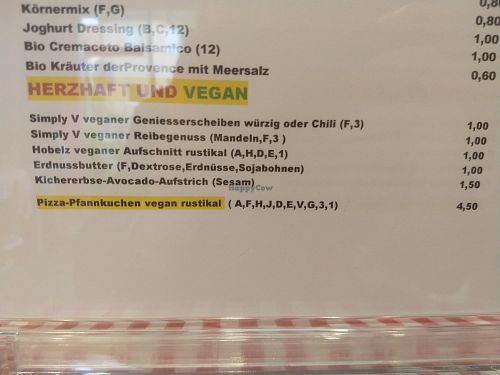 Körnermix (F,G) 0,80
Joghurt Dressing (B,C,12) 0,80
Bio Cremaceto Balsamico (12) 1,00
Bio Kräuter derProvence mit Meersalz 1,00
0,60
HERZHAFT UND VEGAN
Simply V veganer Geniesserscheiben würzig oder Chili (F,3) 1,00
Simply V veganer Reibegenuss (Mandeln,F,3 ) 1,00
Hobelz veganer Aufschnitt rustikal (A,H,D,E,1) 1,00
Erdnussbutter (F,Dextrose,Erdnüsse,Sojabohnen) 1,00
Kichererbse-Avocado-Aufstrich (Sesam) 1,50
HappyCow
Pizza-Pfannkuchen vegan rustikal ( A,F,H,J,D,E,V,G,3,1) 4,50